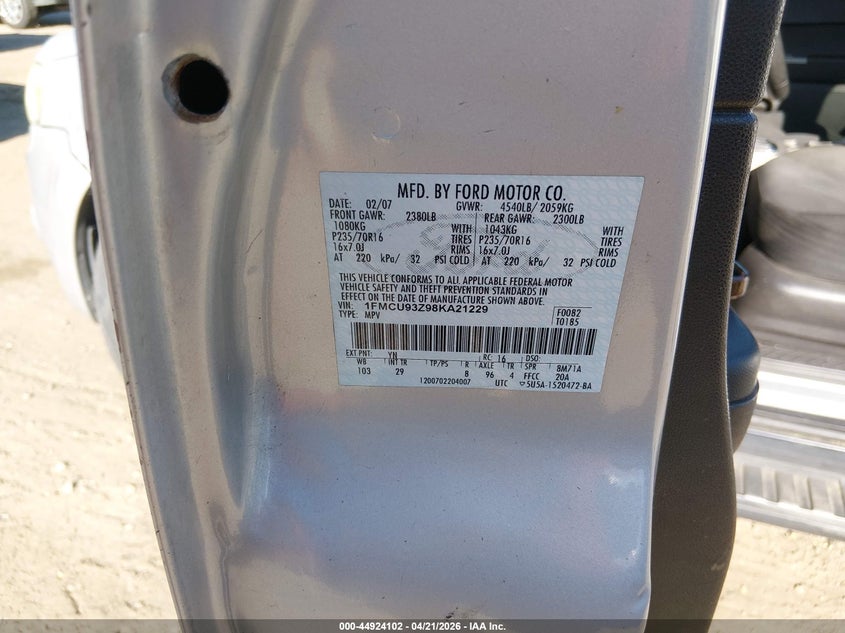 MFD. BY FORD MOTOR CO.
DATE: 02/07 GVWR: 4540LB/ 2059KG
FRONT GAWR: 2380LB REAR GAWR: 2300LB
1080KG WITH 1043KG WITH
P235/70R16 TIRES P235/70R16 TIRES
16x7.0J RIMS 16x7.0J RIMS
AT 220 kPa/ 32 PSI COLD AT 220 kPa/ 32 PSI COLD
THIS VEHICLE CONFORMS TO ALL APPLICABLE FEDERAL MOTOR
VEHICLE SAFETY AND THEFT PREVENTION STANDARDS IN
EFFECT ON THE DATE OF MANUFACTURE SHOWN ABOVE.
VIN: 1FMCU93Z98KA21229 F0082
TYPE: MPV T0185
EXT PNT: YN RC: 16 DSO:
WB INT TR TP/PS R AXLE TR SPR 8M71A
103 29 B 96 4 FFCC 20A
1200702204007 UTC 5U5A-1520472-BA
000-44924102 - 04/21/2026 - IAA Inc.